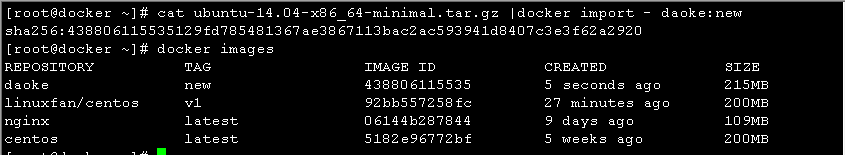 [root@docker ~]# cat ubuntu-14.04-x86_64-minimal.tar.gz |docker import - daoke:new
sha256:438806115535129fd785481367ae3867113bac2ac593941d8407c3e3f62a2920
[root@docker ~]# docker images
REPOSITORY TAG IMAGE ID CREATED SIZE
daoke new 438806115535 5 seconds ago 215MB
linuxfan/centos v1 92bb557258fc 27 minutes ago 200MB
nginx latest 06144b287844 9 days ago 109MB
centos latest 5182e96772bf 5 weeks ago 200MB
[root@docker ~]#